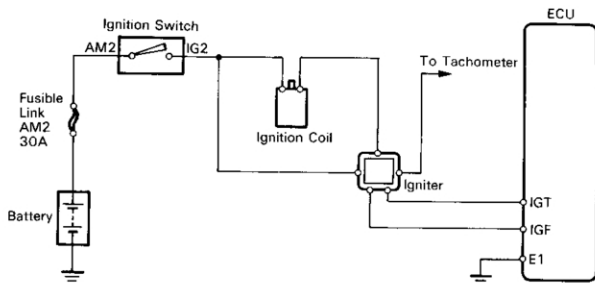 ECU
Ignition Switch
AM2
IG2
To Tachometer
Fusible
Link
AM2
30A
Ignition Coil
Igniter
Battery
IGT
IGF
E1